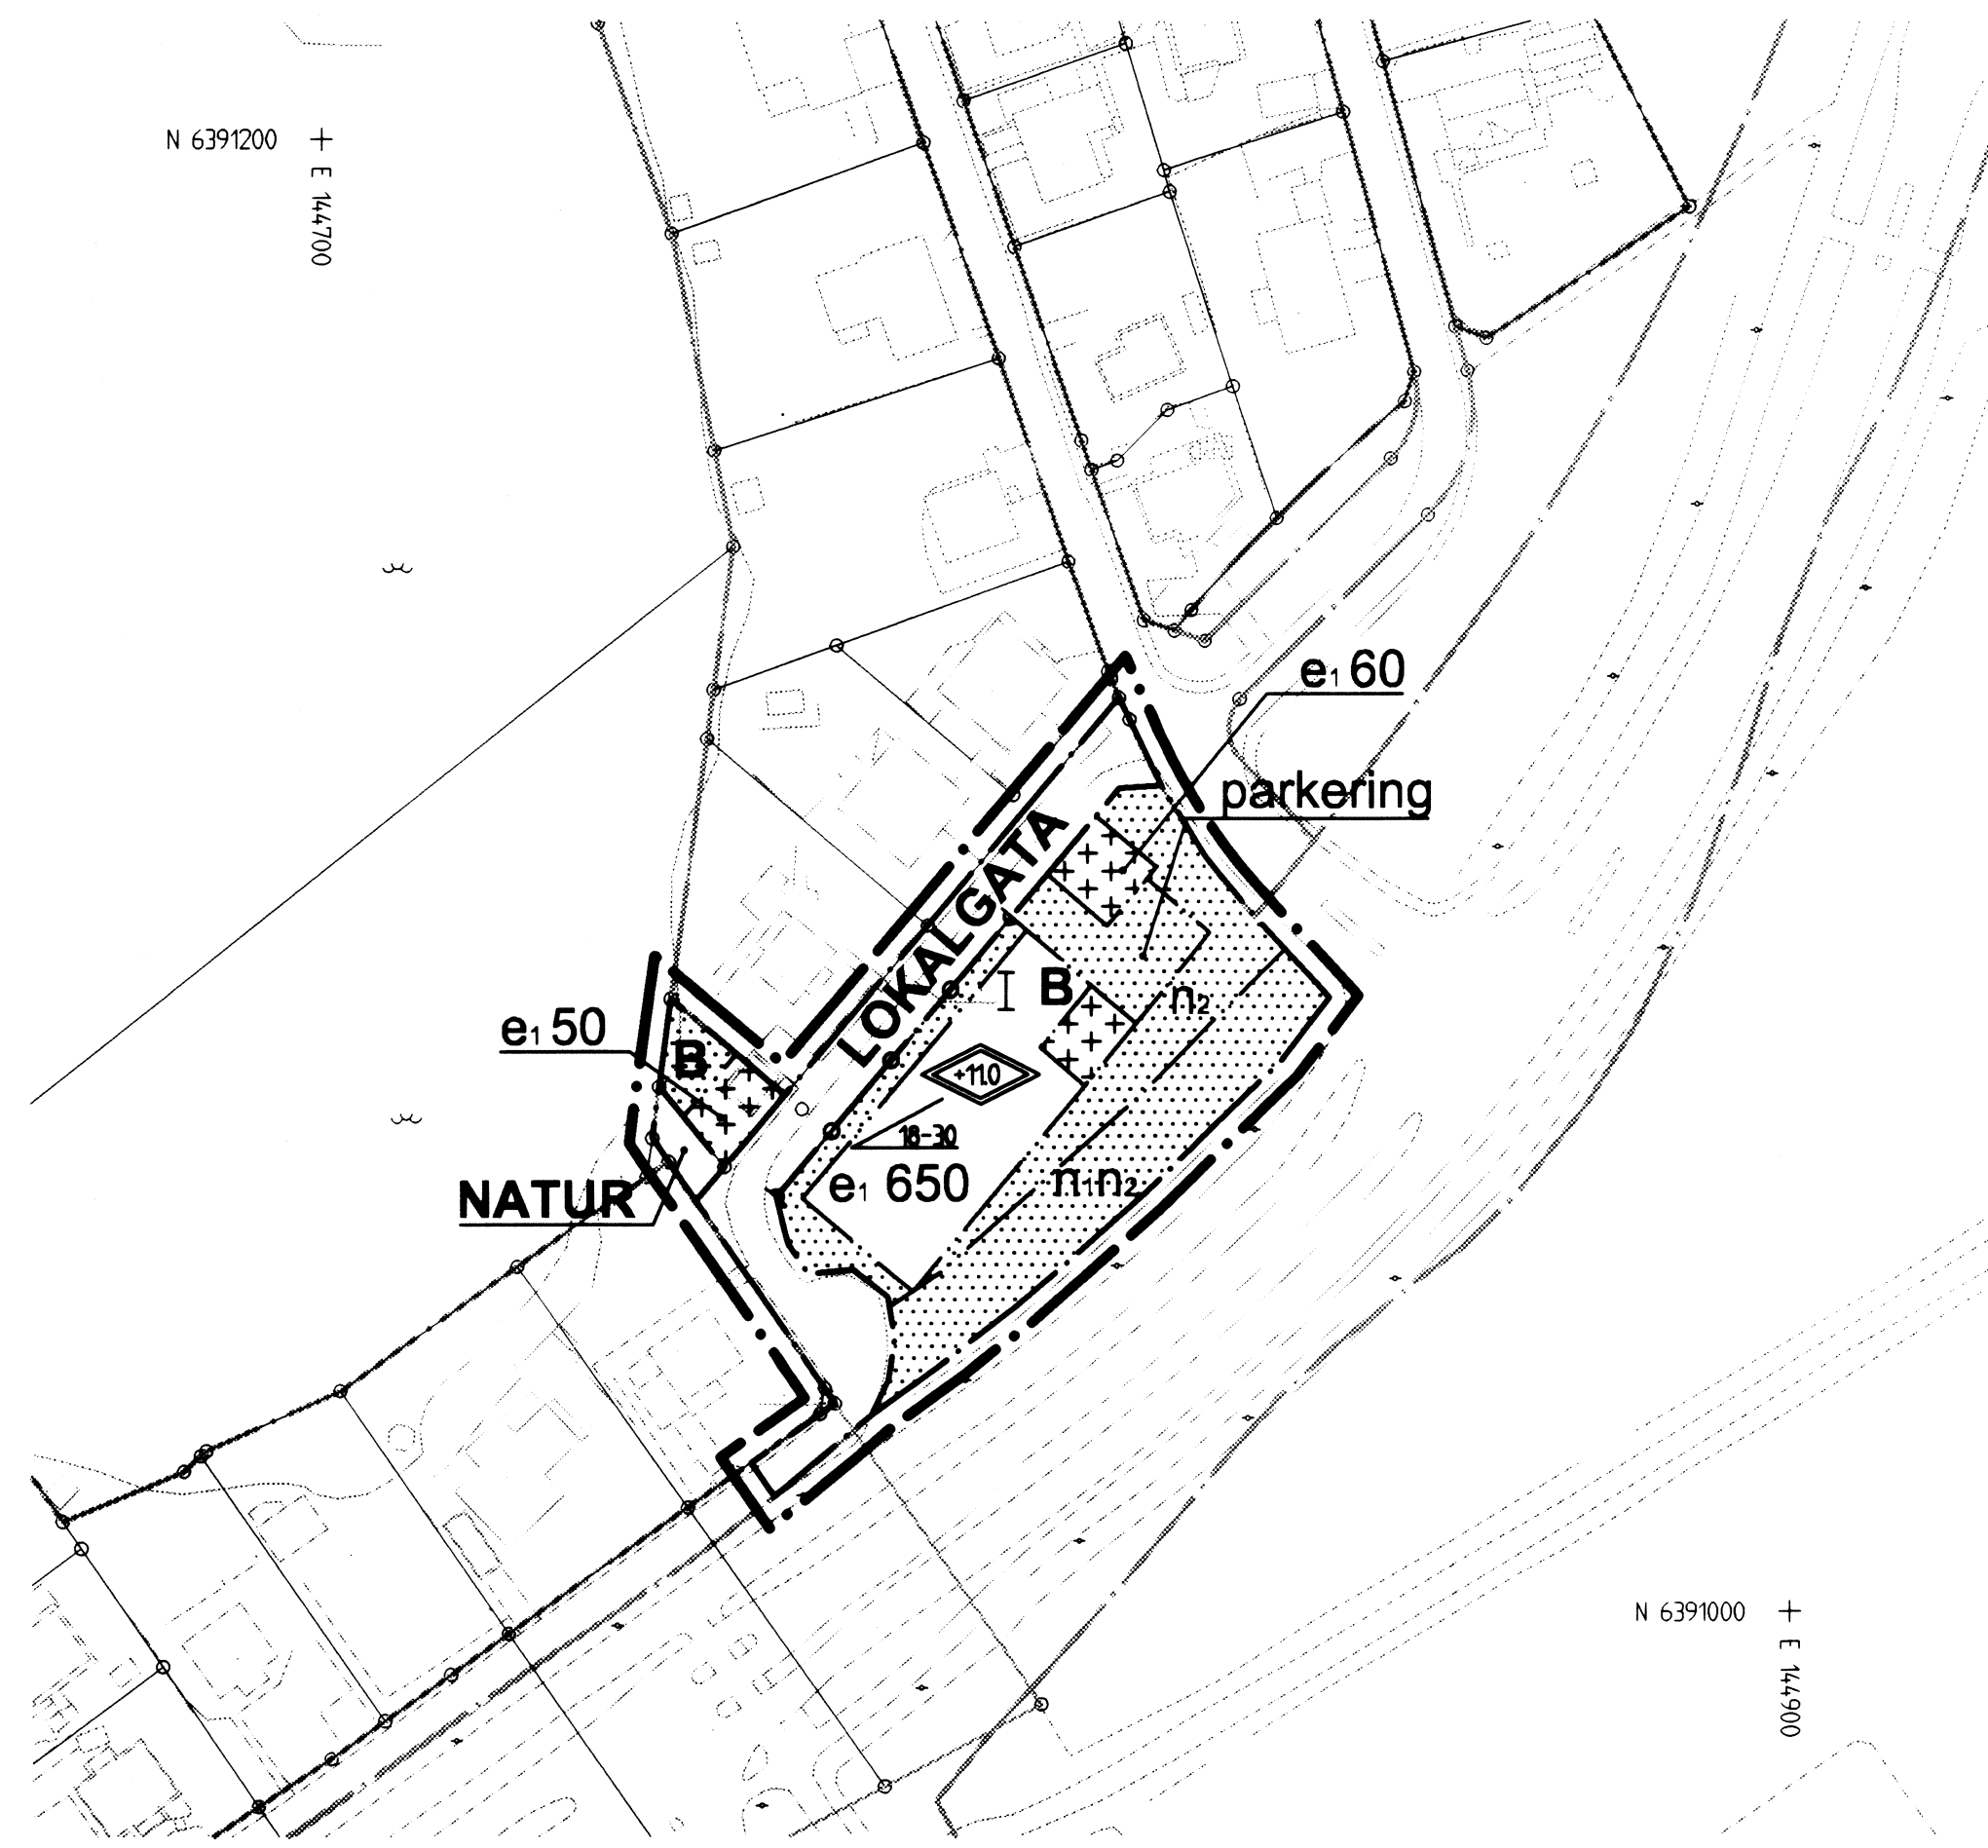 N 6391200
E 144700
e₁ 60
parkering
LOKALGATA
I B
n₂
e₁ 50
B
+11.0
18-30
e₁ 650
n₁n₂
NATUR
N 6391000
E 144900